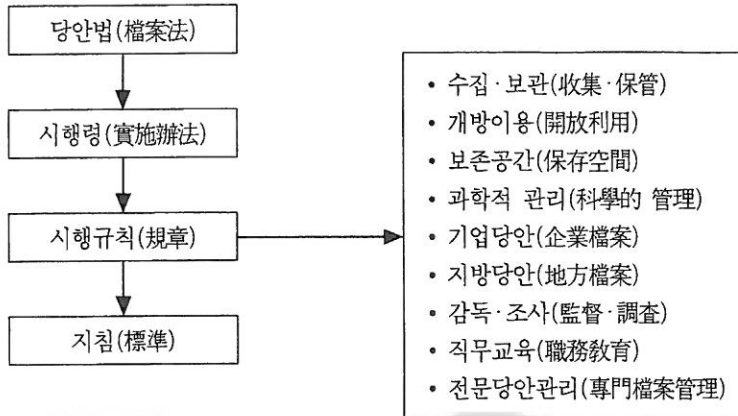 당안법(檔案法)
시행령(實施辦法)
시행규칙(規章)
지침(標準)
• 수집·보관(收集·保管)
• 개방이용(開放利用)
• 보존공간(保存空間)
• 과학적 관리(科學的 管理)
• 기업당안(企業檔案)
• 지방당안(地方檔案)
• 감독·조사(監督·調査)
• 직무교육(職務敎育)
• 전문당안관리(專門檔案管理)